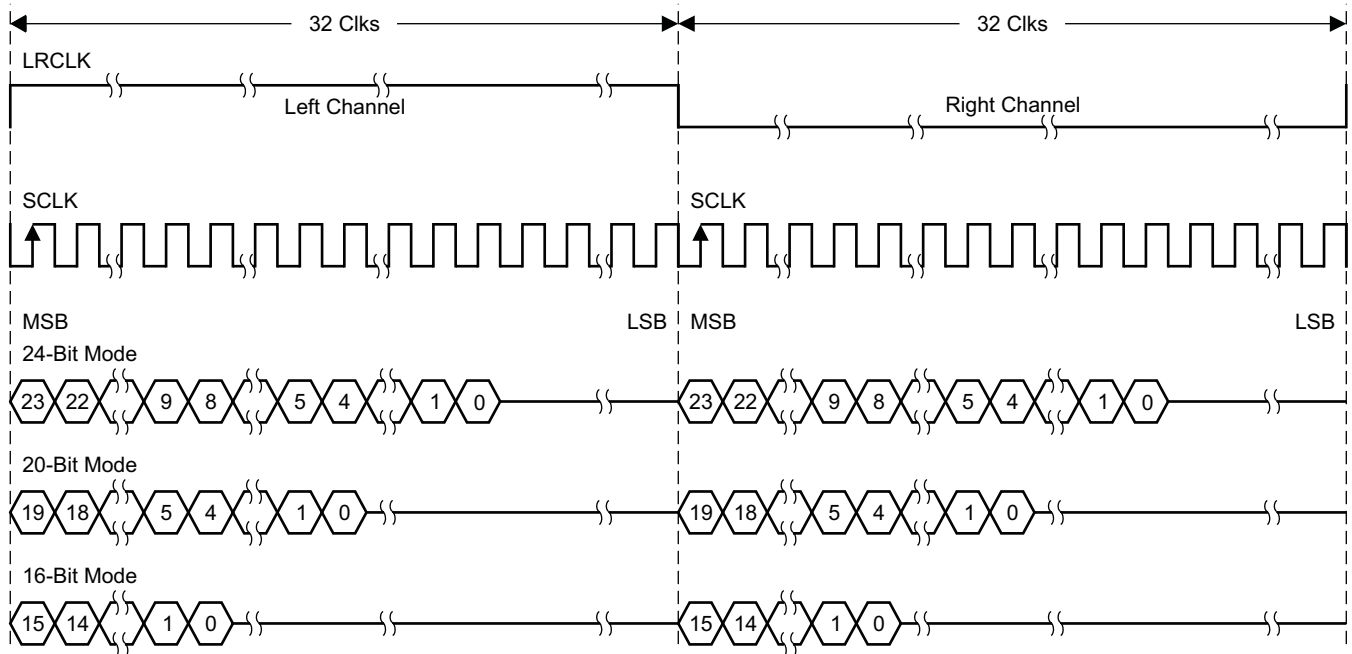 32 Clks 32 Clks
LRCLK
Left Channel Right Channel
SCLK SCLK
MSB LSB MSB LSB
24-Bit Mode
23 22 9 8 5 4 1 0 23 22 9 8 5 4 1 0
20-Bit Mode
19 18 5 4 1 0 19 18 5 4 1 0
16-Bit Mode
15 14 1 0 15 14 1 0